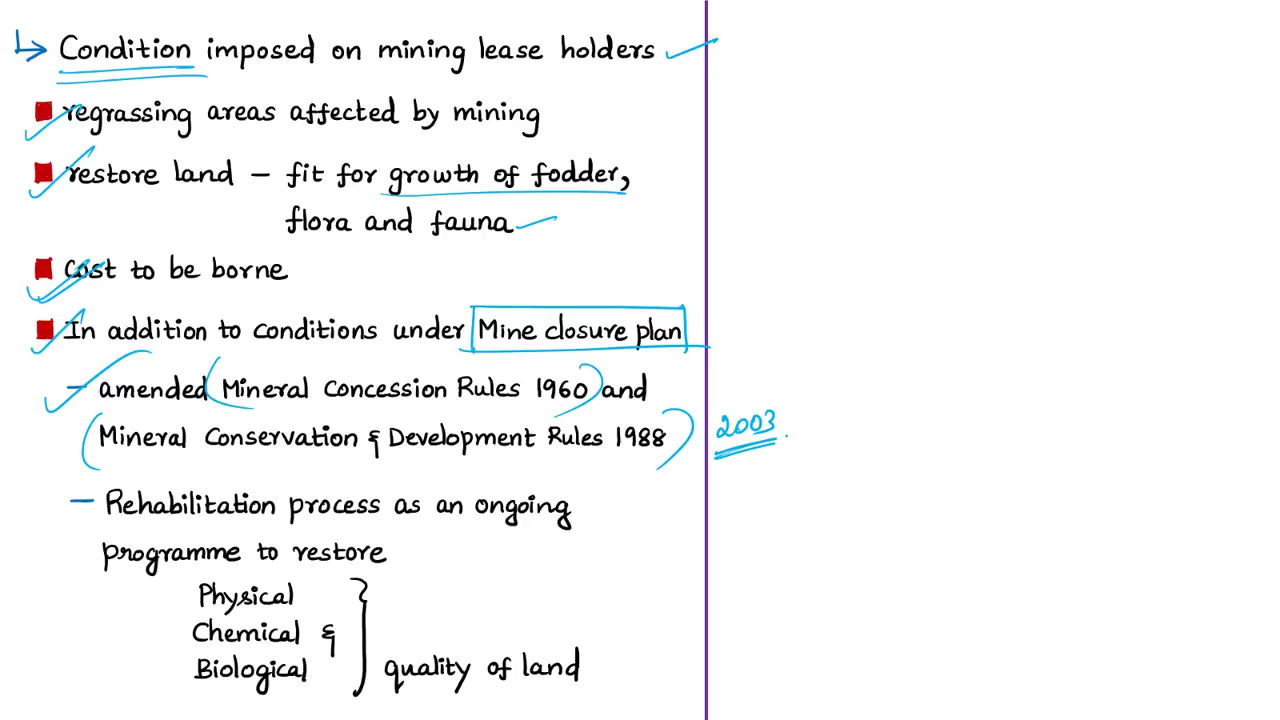 Condition imposed on mining lease holders
regrassing areas affected by mining
restore land – fit for growth of fodder,
flora and fauna
Cost to be borne
In addition to conditions under Mine closure plan
– amended (Mineral Concession Rules 1960) and
(Mineral Conservation & Development Rules 1988) 2003.
– Rehabilitation process as an ongoing
programme to restore
Physical
Chemical &
Biological } quality of land